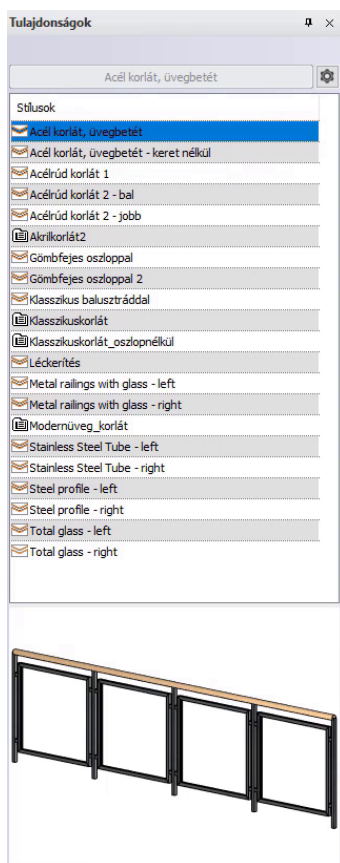 Tulajdonságok
Acél korlát, üvegbetét
Stílusok
Acél korlát, üvegbetét
Acél korlát, üvegbetét - keret nélkül
Acélrúd korlát 1
Acélrúd korlát 2 - bal
Acélrúd korlát 2 - jobb
Akrilkorlát2
Gömbfejes oszloppal
Gömbfejes oszloppal 2
Klasszikus balusztráddal
Klasszikuskorlát
Klasszikuskorlát_oszlopnélkül
Léckerítés
Metal railings with glass - left
Metal railings with glass - right
Modernüveg_korlát
Stainless Steel Tube - left
Stainless Steel Tube - right
Steel profile - left
Steel profile - right
Total glass - left
Total glass - right